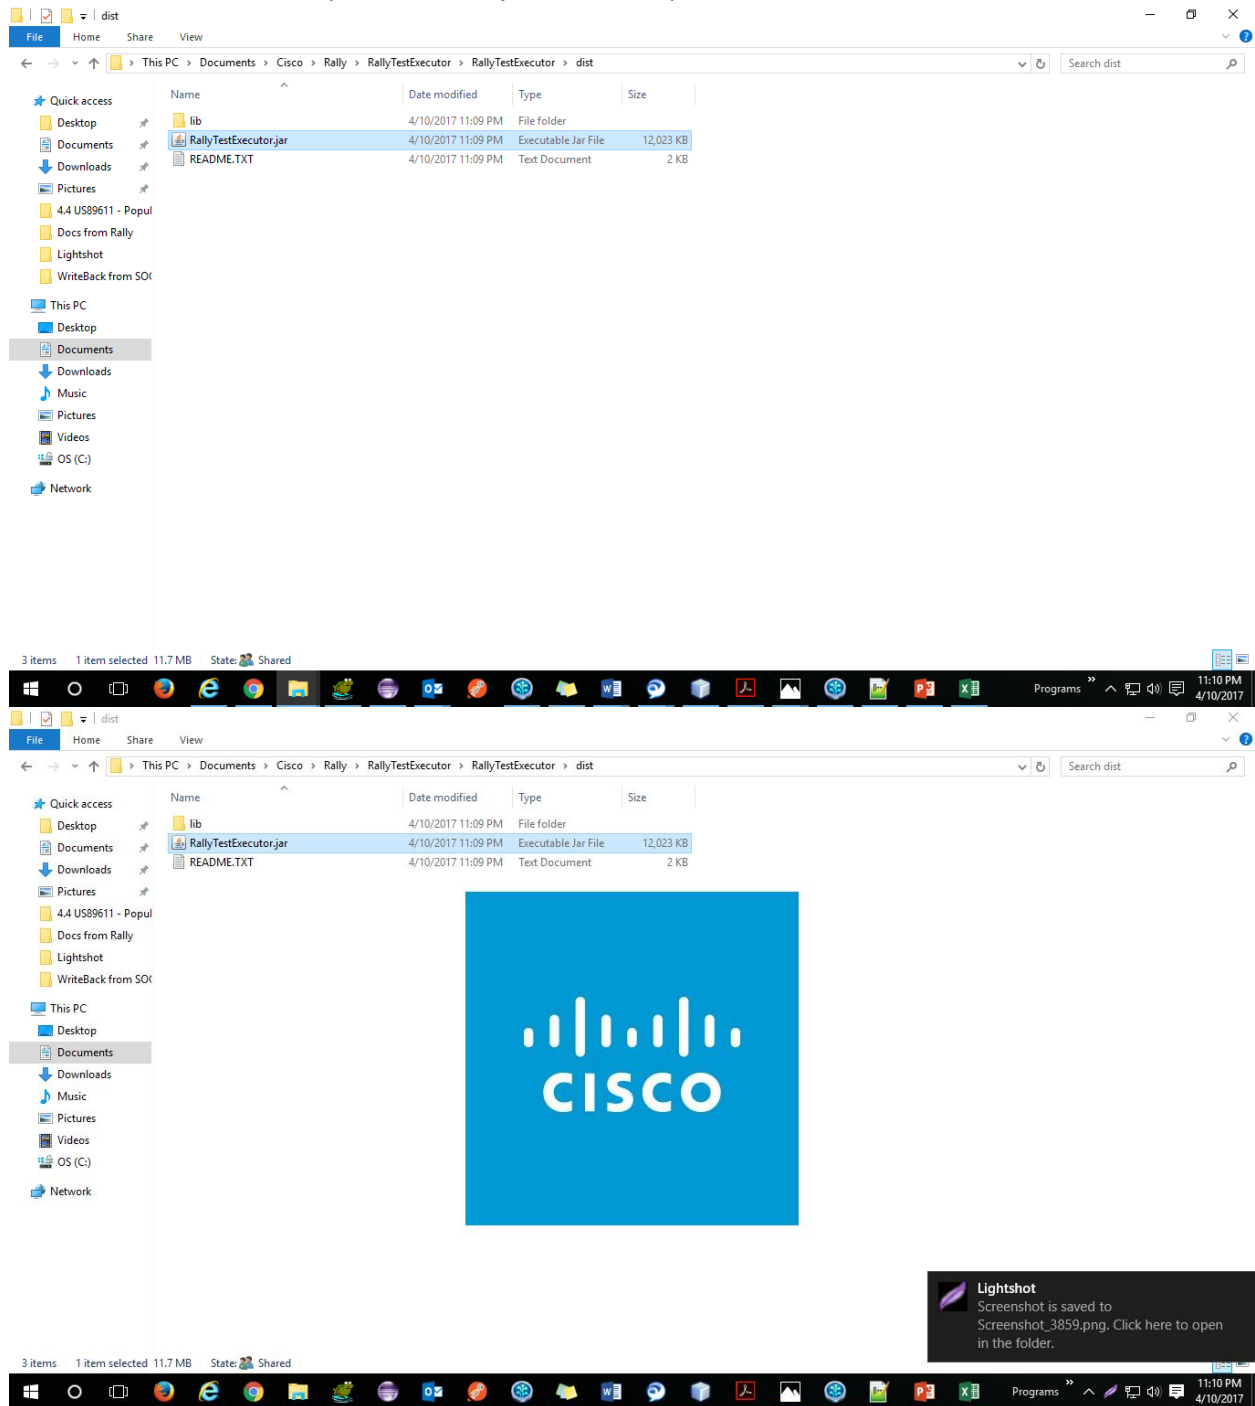 dist
File Home Share View
This PC > Documents > Cisco > Rally > RallyTestExecutor > RallyTestExecutor > dist
Search dist
Name Date modified Type Size
Quick access
Desktop
Documents
Downloads
Pictures
4.4 US89611 - Popul
Docs from Rally
Lightshot
WriteBack from SO
This PC
Desktop
Documents
Downloads
Music
Pictures
Videos
OS (C:)
Network
lib 4/10/2017 11:09 PM File folder
RallyTestExecutor.jar 4/10/2017 11:09 PM Executable Jar File 12,023 KB
README.TXT 4/10/2017 11:09 PM Text Document 2 KB
3 items 1 item selected 11.7 MB State: Shared
Programs
11:10 PM
4/10/2017
dist
File Home Share View
This PC > Documents > Cisco > Rally > RallyTestExecutor > RallyTestExecutor > dist
Search dist
Name Date modified Type Size
Quick access
Desktop
Documents
Downloads
Pictures
4.4 US89611 - Popul
Docs from Rally
Lightshot
WriteBack from SO
This PC
Desktop
Documents
Downloads
Music
Pictures
Videos
OS (C:)
Network
lib 4/10/2017 11:09 PM File folder
RallyTestExecutor.jar 4/10/2017 11:09 PM Executable Jar File 12,023 KB
README.TXT 4/10/2017 11:09 PM Text Document 2 KB
CISCO
Lightshot
Screenshot is saved to
Screenshot_3859.png. Click here to open
in the folder.
3 items 1 item selected 11.7 MB State: Shared
Programs
11:10 PM
4/10/2017